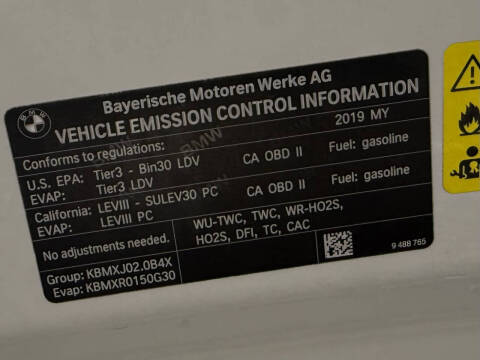 BMW
Bayerische Motoren Werke AG
VEHICLE EMISSION CONTROL INFORMATION
Conforms to regulations: 2019 MY
U.S. EPA: Tier3 - Bin30 LDV CA OBD II Fuel: gasoline
EVAP: Tier3 LDV
California: LEVIII - SULEV30 PC CA OBD II Fuel: gasoline
EVAP: LEVIII PC
No adjustments needed. WU-TWC, TWC, WR-HO2S,
HO2S, DFI, TC, CAC
Group: KBMXJ02.0B4X
Evap: KBMXR0150G30
9 488 765